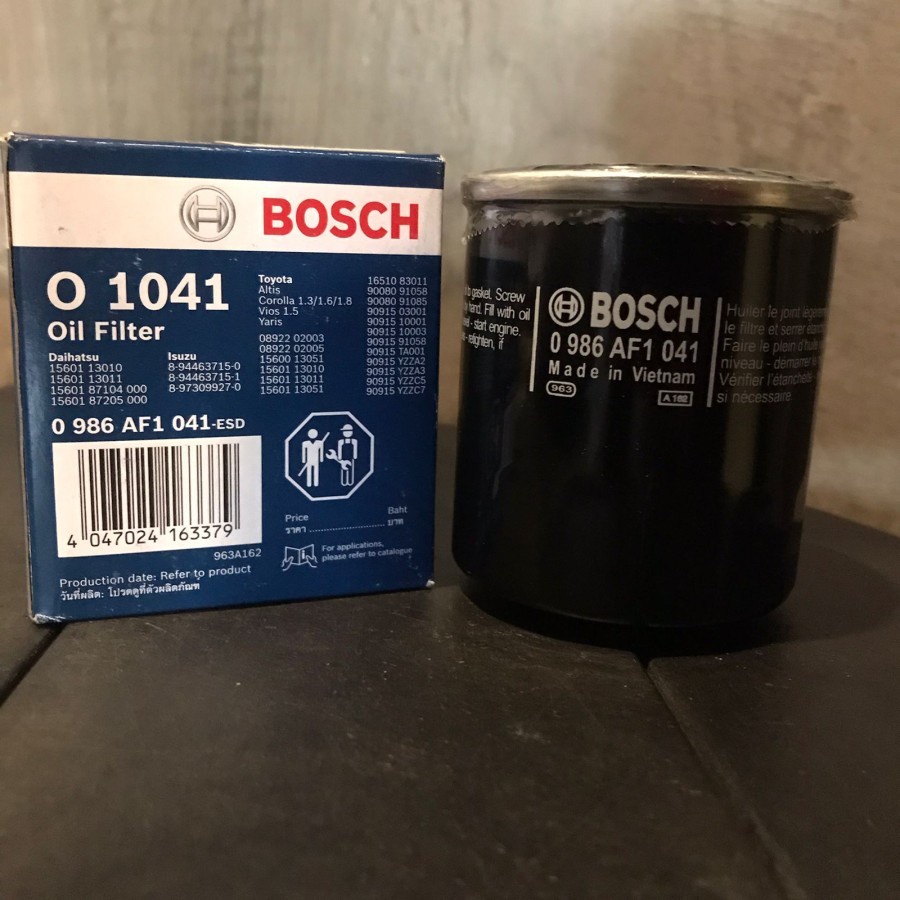 BOSCH
O 1041
Oil Filter
Daihatsu
15601 13010
15601 13011
15601 87104 000
15601 87205 000
Isuzu
8-94463715-0
8-94463715-1
8-97309927-0
Toyota
Altis
Corolla 1.3/1.6/1.8
Vios 1.5
Yaris
08922 02003
08922 02005
15600 13051
15601 13010
15601 13011
15601 13051
16510 83011
90080 91058
90080 91085
90915 03001
90915 10001
90915 10003
90915 91058
90915 TA001
90915 YZZA2
90915 YZZA3
90915 YZZC5
90915 YZZC7
0 986 AF1 041-ESD
4 047024 163379
963A162
Price
ราคา
Baht
บาท
For applications,
please refer to catalogue
Production date: Refer to product
วันที่ผลิต: โปรดดูที่ตัวผลิตภัณฑ์
to gasket. Screw
hand. Fill with oil
- start engine.
- retighten, if
BOSCH
0 986 AF1 041
Made in Vietnam
963
A 162
Huiler le joint
le filtre et serrer
Faire le plein d'huile
niveau - démarrer le
Vérifier l'étanchéité
si nécessaire.